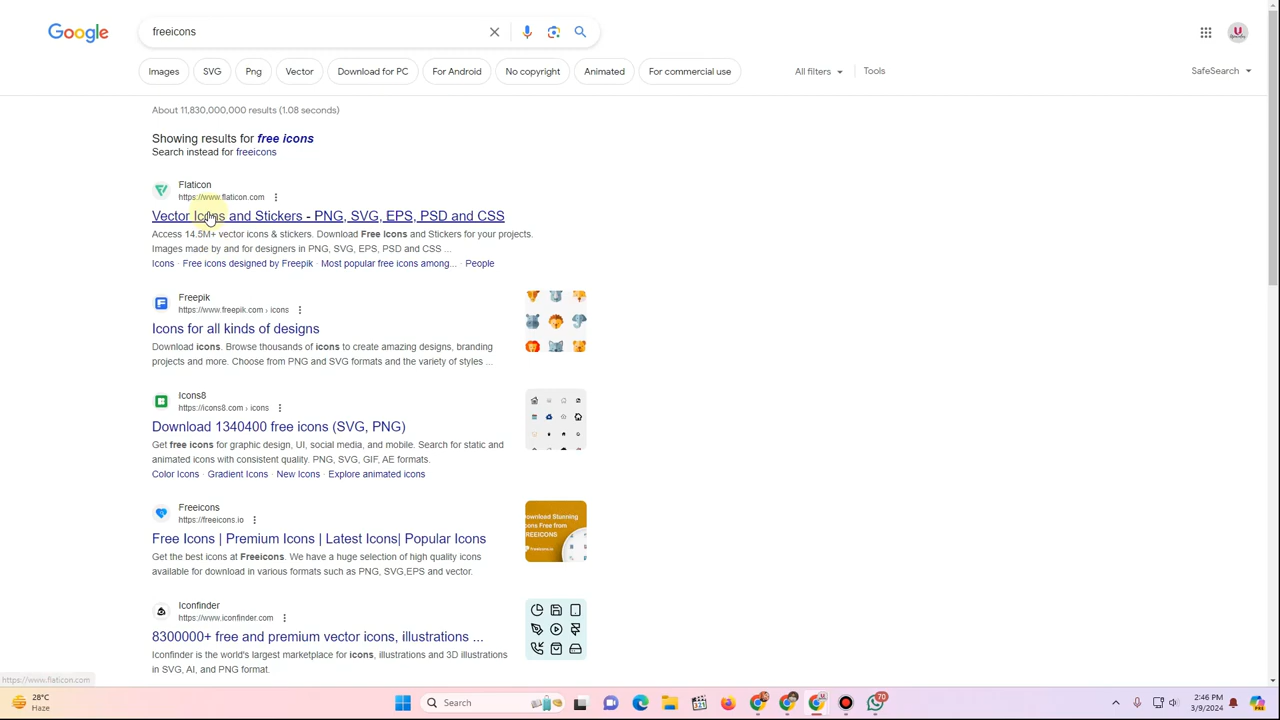 Google
freeicons
Images
SVG
Png
Vector
Download for PC
For Android
No copyright
Animated
For commercial use
All filters
Tools
SafeSearch
About 11,830,000,000 results (1.08 seconds)
Showing results for free icons
Search instead for freeicons
Flaticon
https://www.flaticon.com
Vector Icons and Stickers - PNG, SVG, EPS, PSD and CSS
Access 14.5M+ vector icons & stickers. Download Free Icons and Stickers for your projects.
Images made by and for designers in PNG, SVG, EPS, PSD and CSS ...
Icons · Free icons designed by Freepik · Most popular free icons among... · People
Freepik
https://www.freepik.com › icons
Icons for all kinds of designs
Download icons. Browse thousands of icons to create amazing designs, branding
projects and more. Choose from PNG and SVG formats and the variety of styles ...
Icons8
https://icons8.com › icons
Download 1340400 free icons (SVG, PNG)
Get free icons for graphic design, UI, social media, and mobile. Search for static and
animated icons with consistent quality. PNG, SVG, GIF, AE formats.
Color Icons · Gradient Icons · New Icons · Explore animated icons
Freeicons
https://freeicons.io
Free Icons | Premium Icons | Latest Icons| Popular Icons
Get the best icons at Freeicons. We have a huge selection of high quality icons
available for download in various formats such as PNG, SVG,EPS and vector.
ownload Stunning
ons Free from
REEICONS
freeicons.io
Iconfinder
https://www.iconfinder.com
8300000+ free and premium vector icons, illustrations ...
Iconfinder is the world's largest marketplace for icons, illustrations and 3D illustrations
in SVG, AI, and PNG format.
https://www.flaticon.com
28°C
Haze
Search
70
2:46 PM
3/9/2024